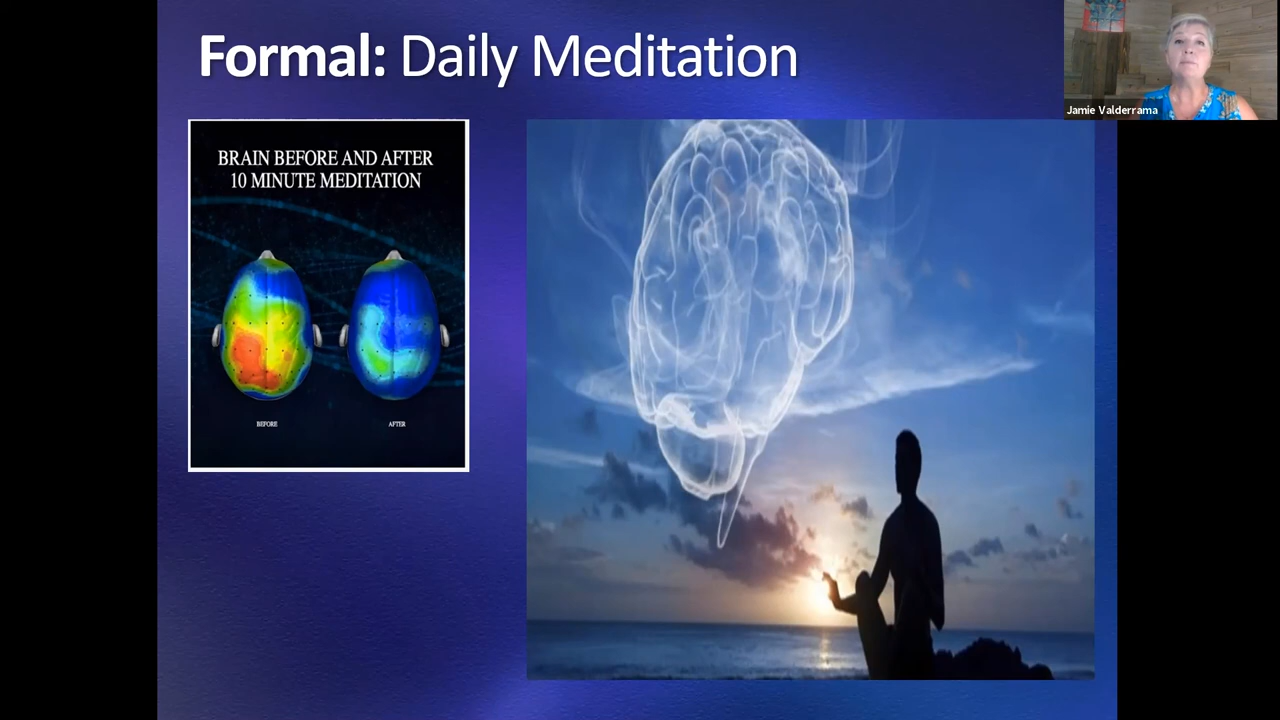 Formal: Daily Meditation
Jamie Valderrama
BRAIN BEFORE AND AFTER
10 MINUTE MEDITATION
BEFORE
AFTER